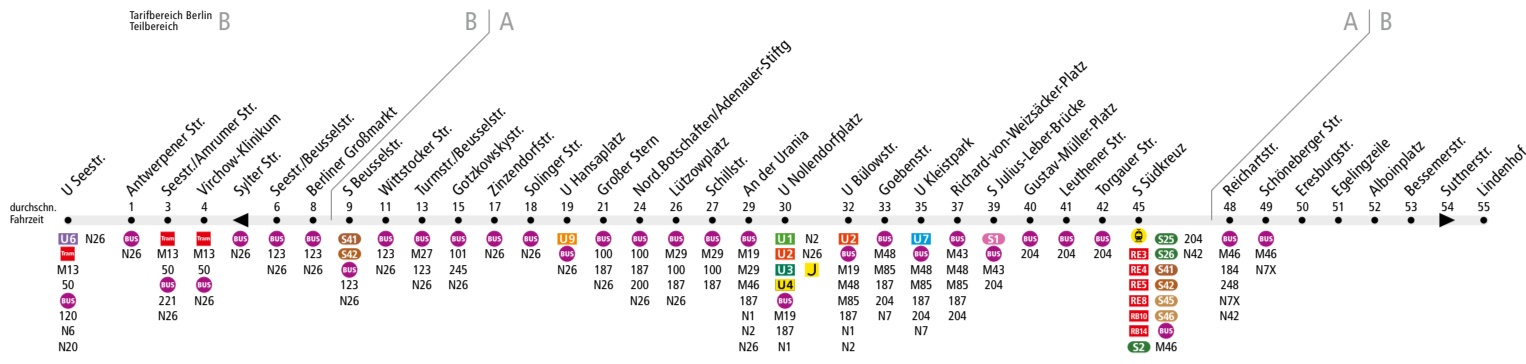 Tarifbereich Berlin
Teilbereich
B
B
A
A
B
durchschn.
Fahrzeit
U Seestr.
U6 N26
Tram
M13
50
BUS
120
N6
N20
Antwerpener Str.
1
BUS
N26
Seestr./Amrumer Str.
3
Tram
M13
50
BUS
221
N26
Virchow-Klinikum
4
Tram
M13
50
BUS
N26
Sylter Str.
BUS
N26
Seestr./Beusselstr.
6
BUS
123
N26
Berliner Großmarkt
8
BUS
123
N26
S Beusselstr.
9
S41
S42
BUS
123
N26
Wittstocker Str.
11
BUS
123
N26
Turmstr./Beusselstr.
13
BUS
M27
123
N26
Gotzkowskystr.
15
BUS
101
245
N26
Zinzendorfstr.
17
BUS
N26
Solinger Str.
18
BUS
N26
U Hansaplatz
19
U9
BUS
N26
Großer Stern
21
BUS
100
187
N26
Nord.Botschaften/Adenauer-Stiftg
24
BUS
100
187
200
N26
Lützowplatz
26
BUS
M29
100
187
N26
Schillstr.
27
BUS
M29
100
187
An der Urania
29
BUS
M19
M29
M46
187
N1
N2
N26
U Nollendorfplatz
30
U1 N2
U2 N26
U3 J
U4
BUS
M19
187
N1
U Bülowstr.
32
U2
BUS
M19
M48
M85
187
N1
N2
Goebenstr.
33
BUS
M48
M85
187
204
N7
U Kleistpark
35
U7
BUS
M48
M85
187
204
N7
Richard-von-Weizsäcker-Platz
37
BUS
M43
M48
M85
187
204
S Julius-Leber-Brücke
39
S1
BUS
M43
204
Gustav-Müller-Platz
40
BUS
204
Leuthener Str.
41
BUS
204
Torgauer Str.
42
BUS
204
S Südkreuz
45
S25 204
RE3 S26 N42
RE4 S41
RE5 S42
RE8 S45
RB10 S46
RB14 BUS
S2 M46
Reichartstr.
48
BUS
M46
184
248
N7X
N42
Schöneberger Str.
49
BUS
M46
N7X
Eresburgstr.
50
Egelingzeile
51
Alboinplatz
52
Bessemerstr.
53
Suttnerstr.
54
Lindenhof
55